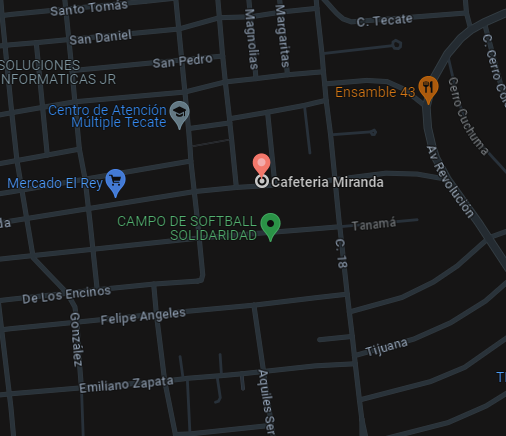 Santo Tomás
San Daniel
San Pedro
Magnolias
Margaritas
C. Tecate
SOLUCIONES
INFORMATICAS JR
Centro de Atención
Múltiple Tecate
Ensamble 43
C. Cerro Col
Cerro Cuchuma
Av Revolución
Mercado El Rey
Cafeteria Miranda
da
CAMPO DE SOFTBALL
SOLIDARIDAD
Tanamá
C. 18
De Los Encinos
Felipe Angeles
González
Tijuana
Emiliano Zapata
Aquiles Ser